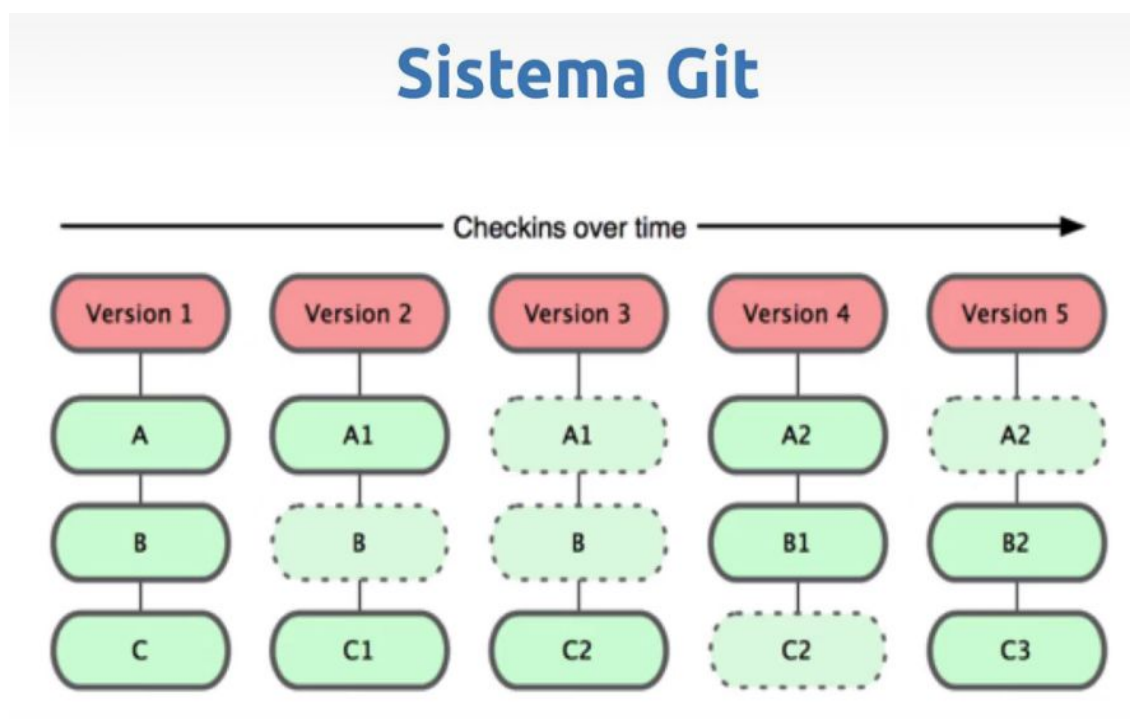 Sistema Git
Checkins over time
Version 1 Version 2 Version 3 Version 4 Version 5
A A1 A1 A2 A2
B B B B1 B2
C C1 C2 C2 C3